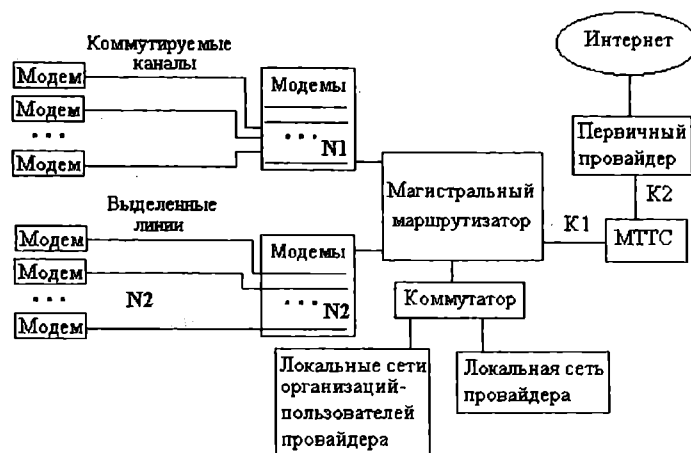 Коммутируемые
каналы
Модем
Модем
• • •
Модем
Модемы
• • • N1
Выделенные
линии
Модем
Модем
• • •
N2
Модем
Модемы
• • • N2
Магистральный
маршрутизатор
Коммутатор
Локальные сети
организаций-
пользователей
провайдера
Локальная сеть
провайдера
Интернет
Первичный
провайдер
K2
K1
МТТС